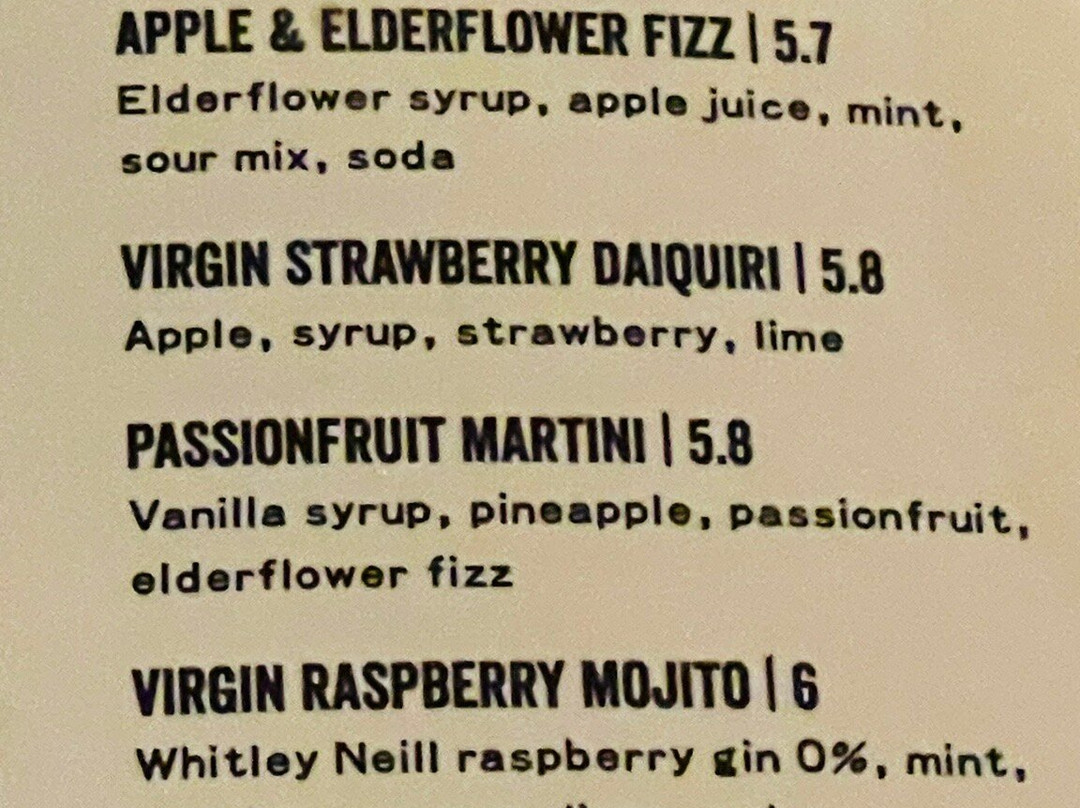 APPLE & ELDERFLOWER FIZZ | 5.7
Elderflower syrup, apple juice, mint,
sour mix, soda
VIRGIN STRAWBERRY DAIQUIRI | 5.8
Apple, syrup, strawberry, lime
PASSIONFRUIT MARTINI | 5.8
Vanilla syrup, pineapple, passionfruit,
elderflower fizz
VIRGIN RASPBERRY MOJITO | 6
Whitley Neill raspberry gin 0%, mint,